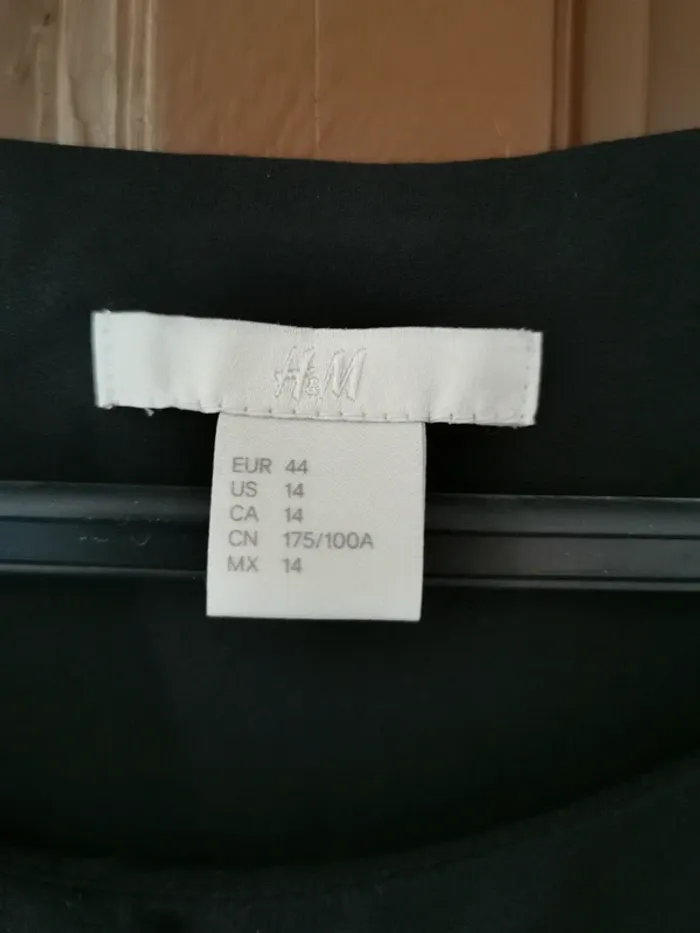 H&M
EUR 44
US 14
CA 14
CN 175/100A
MX 14